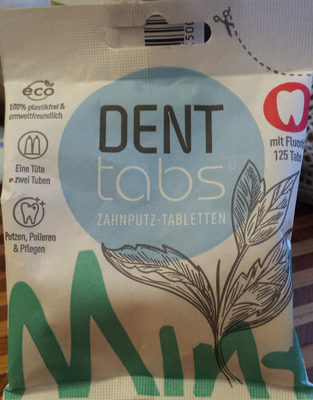 eco
100% plastikfrei &
umweltfreundlich
DENT
tabs
ZAHNPUTZ-TABLETTEN
mit Fluorid
125 Tabs
Eine Tüte
=zwei Tuben
Putzen, Polieren
& Pflegen
Mint